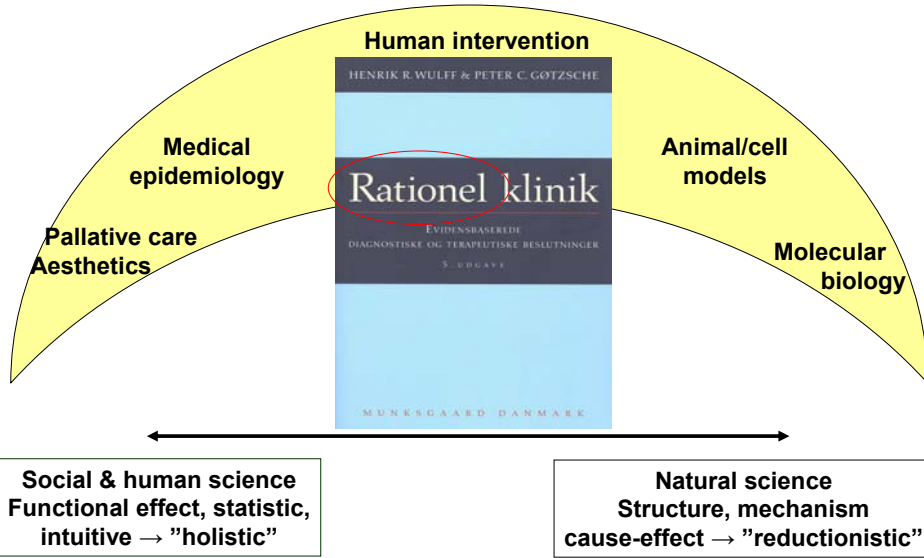 Human intervention
HENRIK R. WULFF & PETER C. GØTZSCHE
Medical
epidemiology
Animal/cell
models
Rationel klinik
EVIDENSBASEREDE
DIAGNOSTISKE OG TERAPEUTISKE BESLUTNINGER
5. UDGAVE
Pallative care
Aesthetics
Molecular
biology
MUNKSGAARD DANMARK
Social & human science
Functional effect, statistic,
intuitive → ”holistic”
Natural science
Structure, mechanism
cause-effect → ”reductionistic”